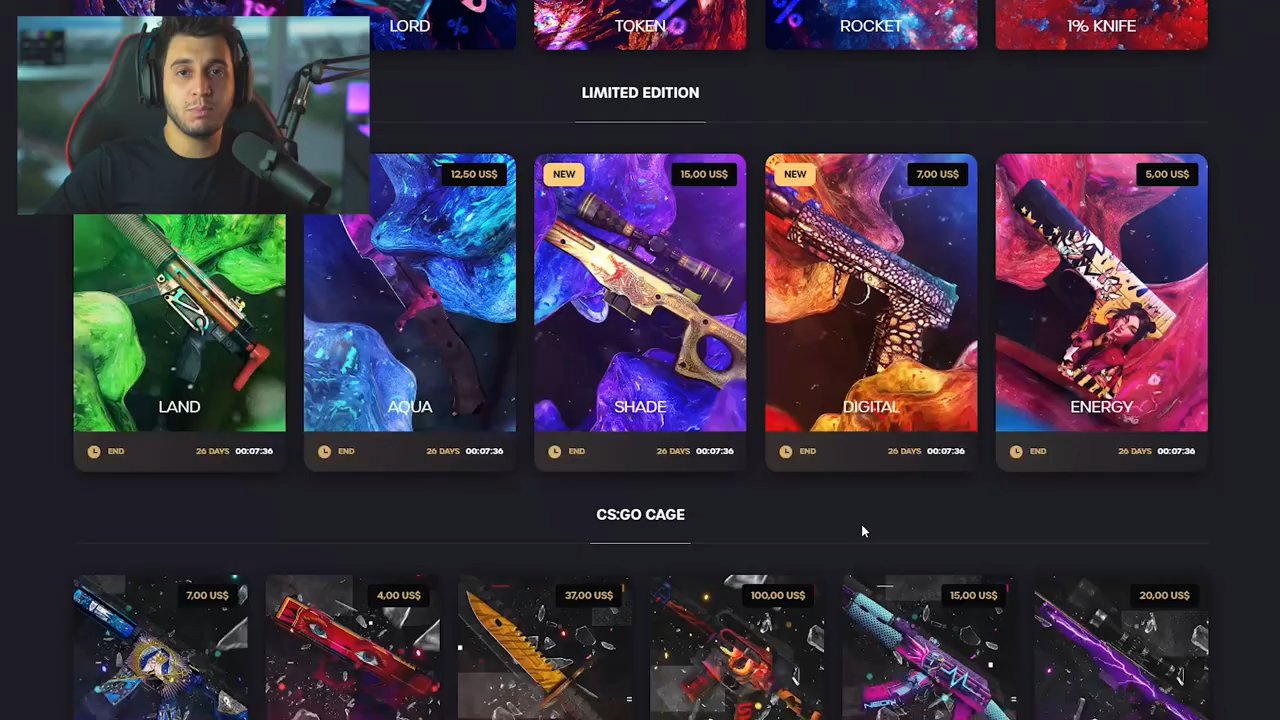 LORD
TOKEN
ROCKET
1% KNIFE
LIMITED EDITION
12,50 US$
NEW
15,00 US$
NEW
7,00 US$
5,00 US$
LAND
AQUA
SHADE
DIGITAL
ENERGY
END 26 DAYS 00:07:36
END 26 DAYS 00:07:36
END 26 DAYS 00:07:36
END 26 DAYS 00:07:36
END 26 DAYS 00:07:36
CS:GO CAGE
7,00 US$
4,00 US$
37,00 US$
100,00 US$
15,00 US$
20,00 US$
NEON